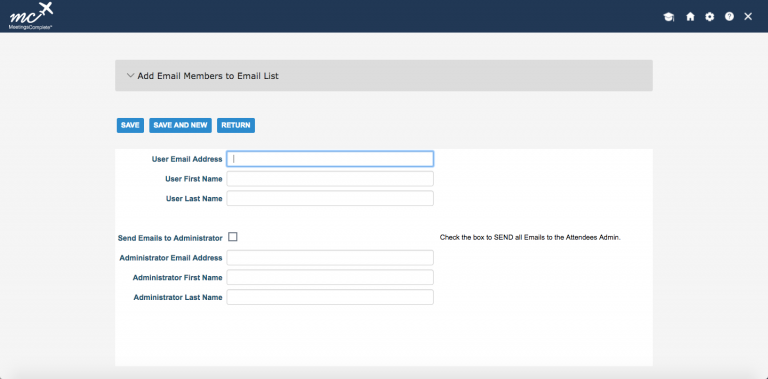 mc
MeetingsComplete
Add Email Members to Email List
SAVE SAVE AND NEW RETURN
User Email Address
User First Name
User Last Name
Send Emails to Administrator Check the box to SEND all Emails to the Attendees Admin.
Administrator Email Address
Administrator First Name
Administrator Last Name